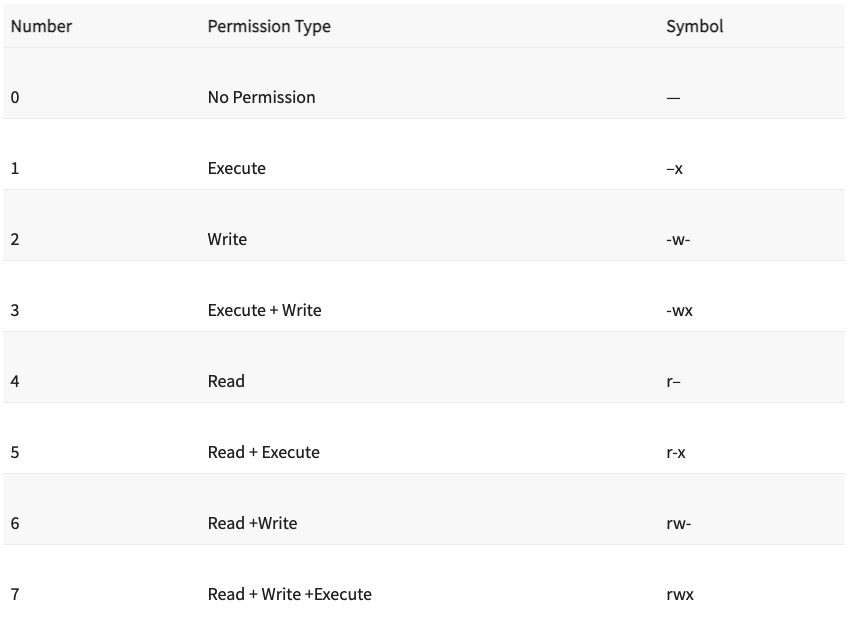 Number Permission Type Symbol
0 No Permission —
1 Execute –x
2 Write -w-
3 Execute + Write -wx
4 Read r–
5 Read + Execute r-x
6 Read +Write rw-
7 Read + Write +Execute rwx